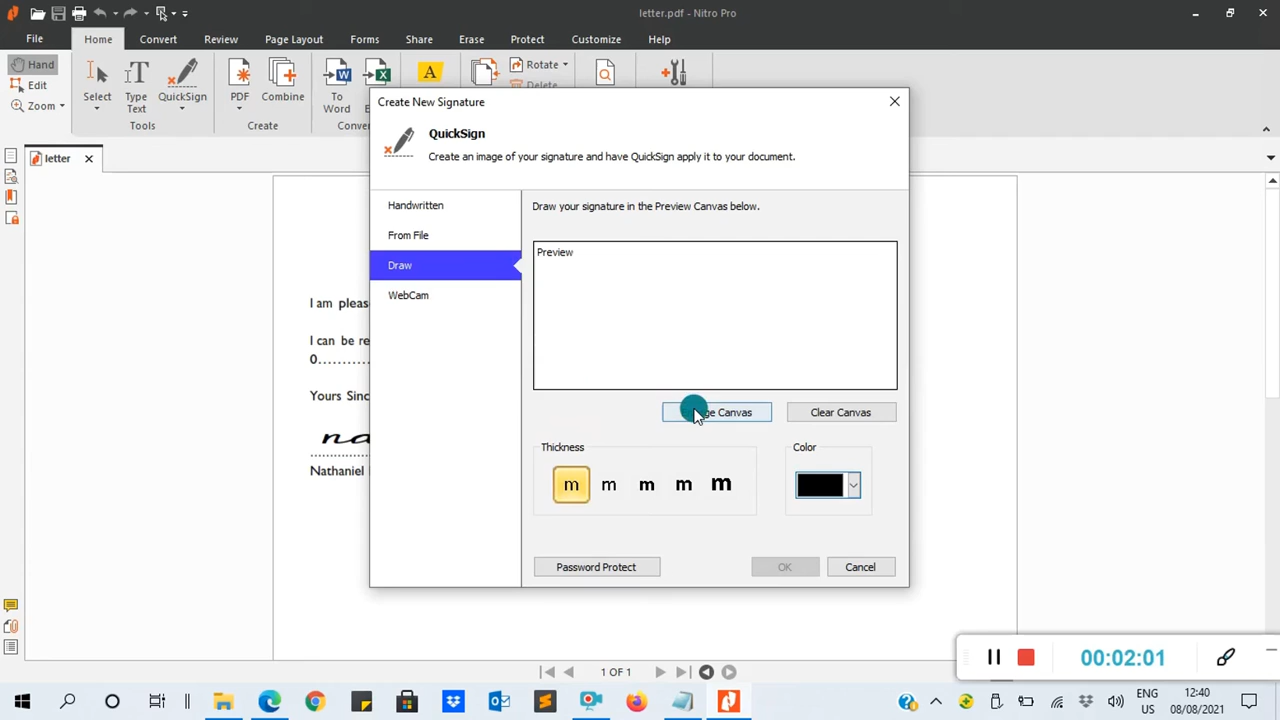 letter.pdf - Nitro Pro
File Home Convert Review Page Layout Forms Share Erase Protect Customize Help
Hand
Edit
Zoom
Select
Type
Text
QuickSign
Tools
PDF
Combine
Create
To
Word
Rotate
Delete
letter
Create New Signature
QuickSign
Create an image of your signature and have QuickSign apply it to your document.
Handwritten
From File
Draw
WebCam
Draw your signature in the Preview Canvas below.
Preview
Canvas
Clear Canvas
Thickness
m m m m m
Color
Password Protect
OK
Cancel
I am
I can be
0..................
Yours
na
Nathaniel
1 OF 1
00:02:01
ENG
US
12:40
08/08/2021